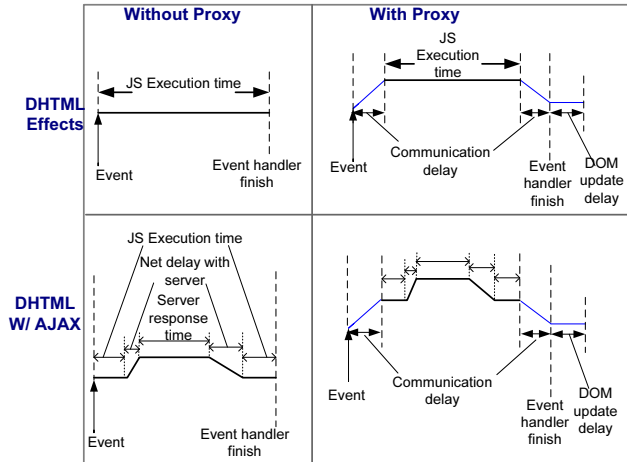 Without Proxy
With Proxy
DHTML
Effects
JS Execution time
Event
Event handler
finish
JS
Execution
time
Communication
delay
Event
Event
handler
finish
DOM
update
delay
DHTML
W/ AJAX
JS Execution time
Net delay with
server
Server
response
time
Event
Event handler
finish
Communication
delay
Event
Event
handler
finish
DOM
update
delay